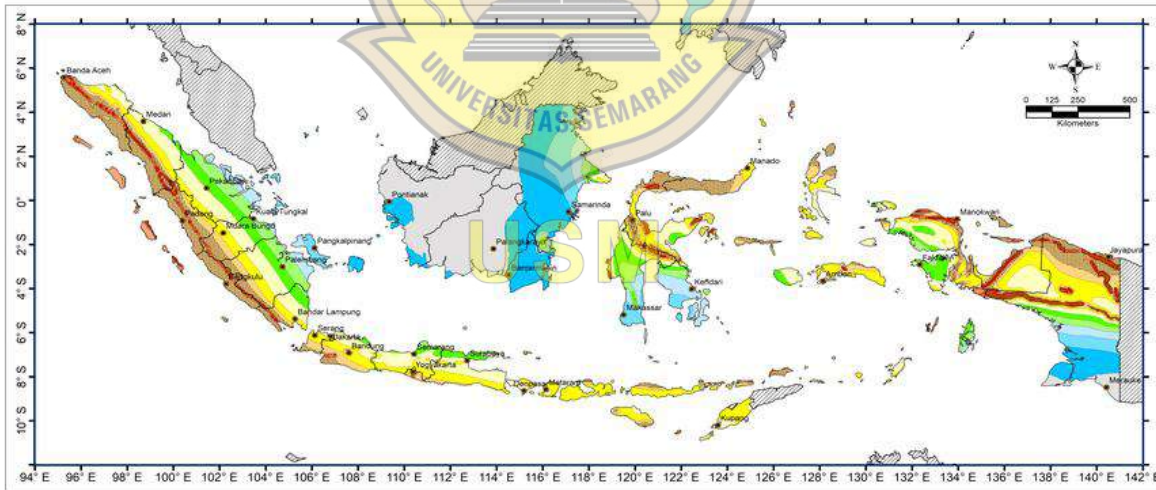 UNIVERSITAS SEMARANG
USM
8° N
6° N
4° N
2° N
0°
2° S
4° S
6° S
8° S
10° S
N
W E
S
0 125 250 500
Kilometers
Banda Aceh
Medan
Manado
Pontianak
Samarinda
Manokwari
Kuala Tungkal
Padang
Muara Bungo
Palu
Pangkalpinang
Palangkaraya
Jayapura
Palembang
Fakfak
Bengkulu
Ambon
Kendari
Makassar
Bandar Lampung
Serang
Jakarta
Bandung
Semarang
Surabaya
Yogyakarta
Denpasar
Mataram
Merauke
Kupang
94° E 96° E 98° E 100° E 102° E 104° E 106° E 108° E 110° E 112° E 114° E 116° E 118° E 120° E 122° E 124° E 126° E 128° E 130° E 132° E 134° E 136° E 138° E 140° E 142° E